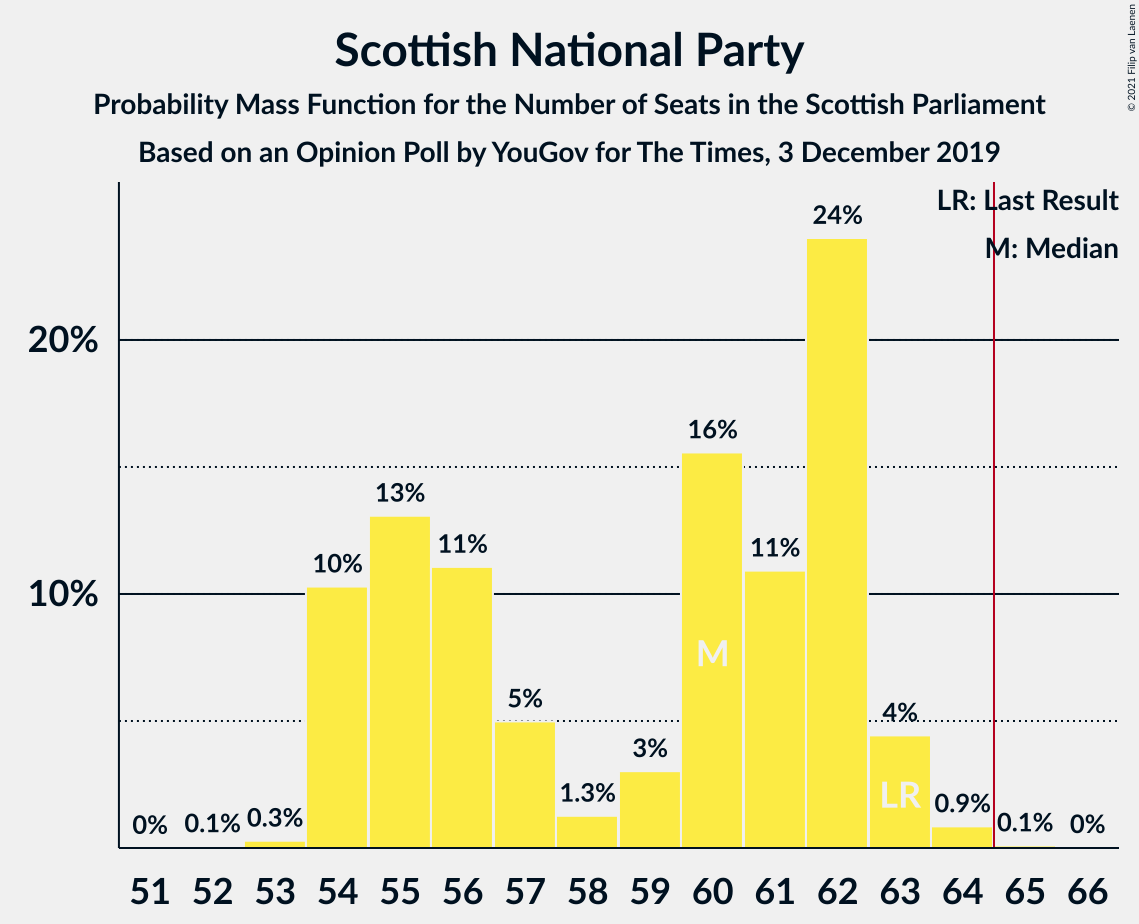 Scottish National Party
Probability Mass Function for the Number of Seats in the Scottish Parliament
Based on an Opinion Poll by YouGov for The Times, 3 December 2019
© 2021 Filip van Laenen
LR: Last Result
M: Median
20%
10%
0%
0.1%
0.3%
10%
13%
11%
5%
1.3%
3%
16%
11%
24%
4%
0.9%
0.1%
0%
M
LR
51 52 53 54 55 56 57 58 59 60 61 62 63 64 65 66